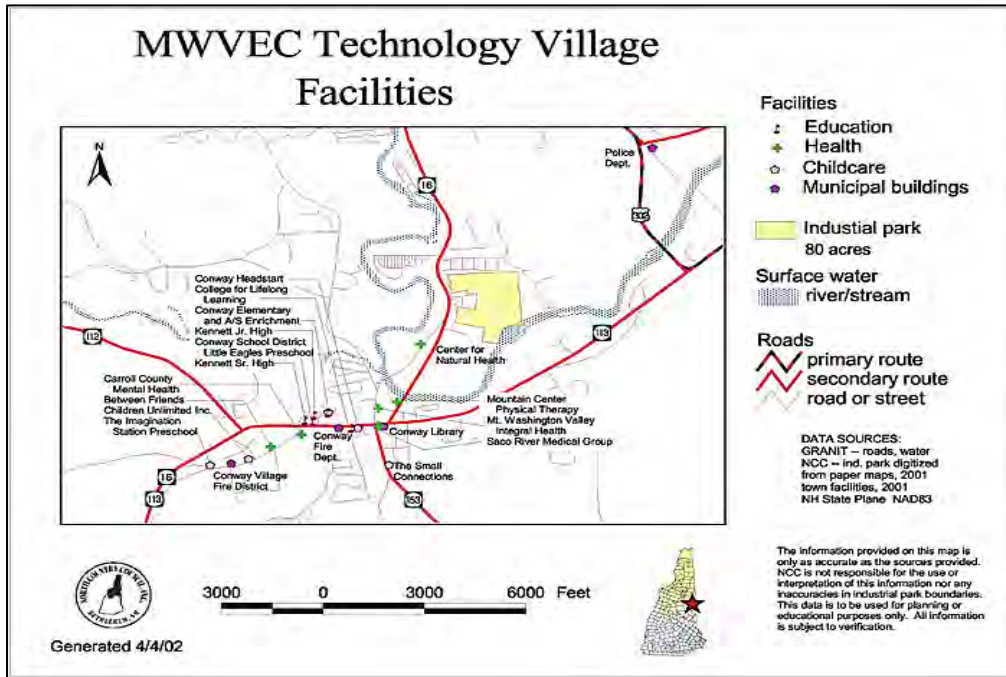 MWVEC Technology Village
Facilities
N
16
Police
Dept.
302
113
112
Conway Headstart
College for Lifelong
Learning
Conway Elementary
and A/S Enrichment
Kennett Jr. High
Conway School District
Little Eagles Preschool
Kennett Sr. High
Carroll County
Mental Health
Between Friends
Children Unlimited Inc.
The Imagination
Station Preschool
Center for
Natural Health
Mountain Center
Physical Therapy
Mt. Washington Valley
Integral Health
Saco River Medical Group
Conway
Fire
Dept.
Conway Library
Conway Village
Fire District
The Small
Connections
16
113
153
Facilities
Education
Health
Childcare
Municipal buildings
Industial park
80 acres
Surface water
river/stream
Roads
primary route
secondary route
road or street
DATA SOURCES:
GRANIT -- roads, water
NCC -- ind. park digitized
from paper maps, 2001
town facilities, 2001
NH State Plane NAD83
NORTH COUNTRY COUNCIL, INC.
BETHLEHEM, NH
Generated 4/4/02
3000 0 3000 6000 Feet
The information provided on this map is
only as accurate as the sources provided.
NCC is not responsible for the use or
interpretation of this information nor any
inaccuracies in industrial park boundaries.
This data is to be used for planning or
educational purposes only. All information
is subject to verification.